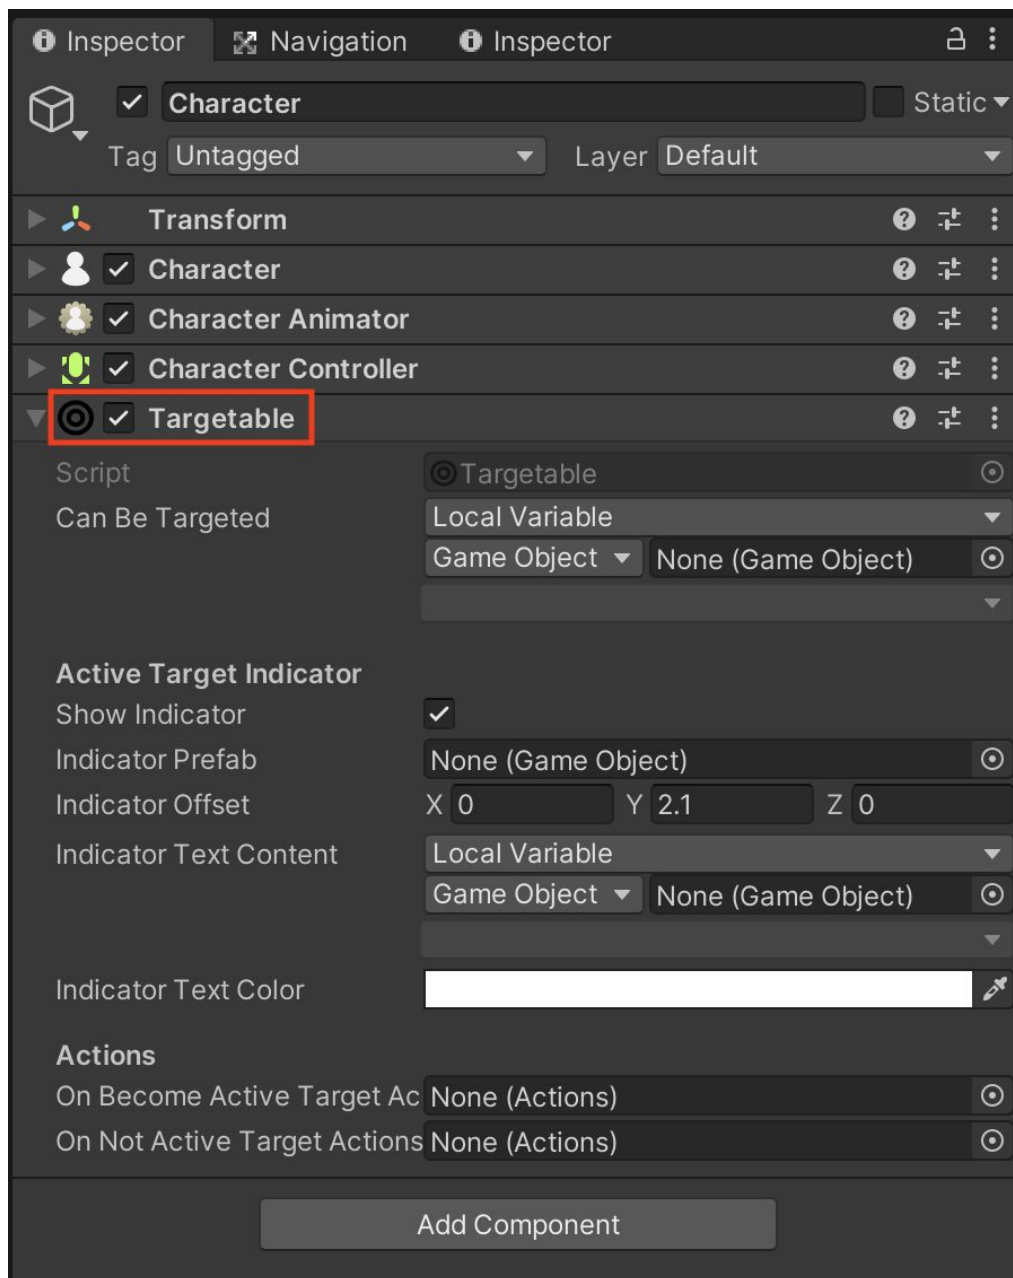 Inspector Navigation Inspector
Character Static
Tag Untagged Layer Default
Transform
Character
Character Animator
Character Controller
Targetable
Script Targetable
Can Be Targeted Local Variable
Game Object None (Game Object)
Active Target Indicator
Show Indicator
Indicator Prefab None (Game Object)
Indicator Offset X 0 Y 2.1 Z 0
Indicator Text Content Local Variable
Game Object None (Game Object)
Indicator Text Color
Actions
On Become Active Target Ac None (Actions)
On Not Active Target Actions None (Actions)
Add Component